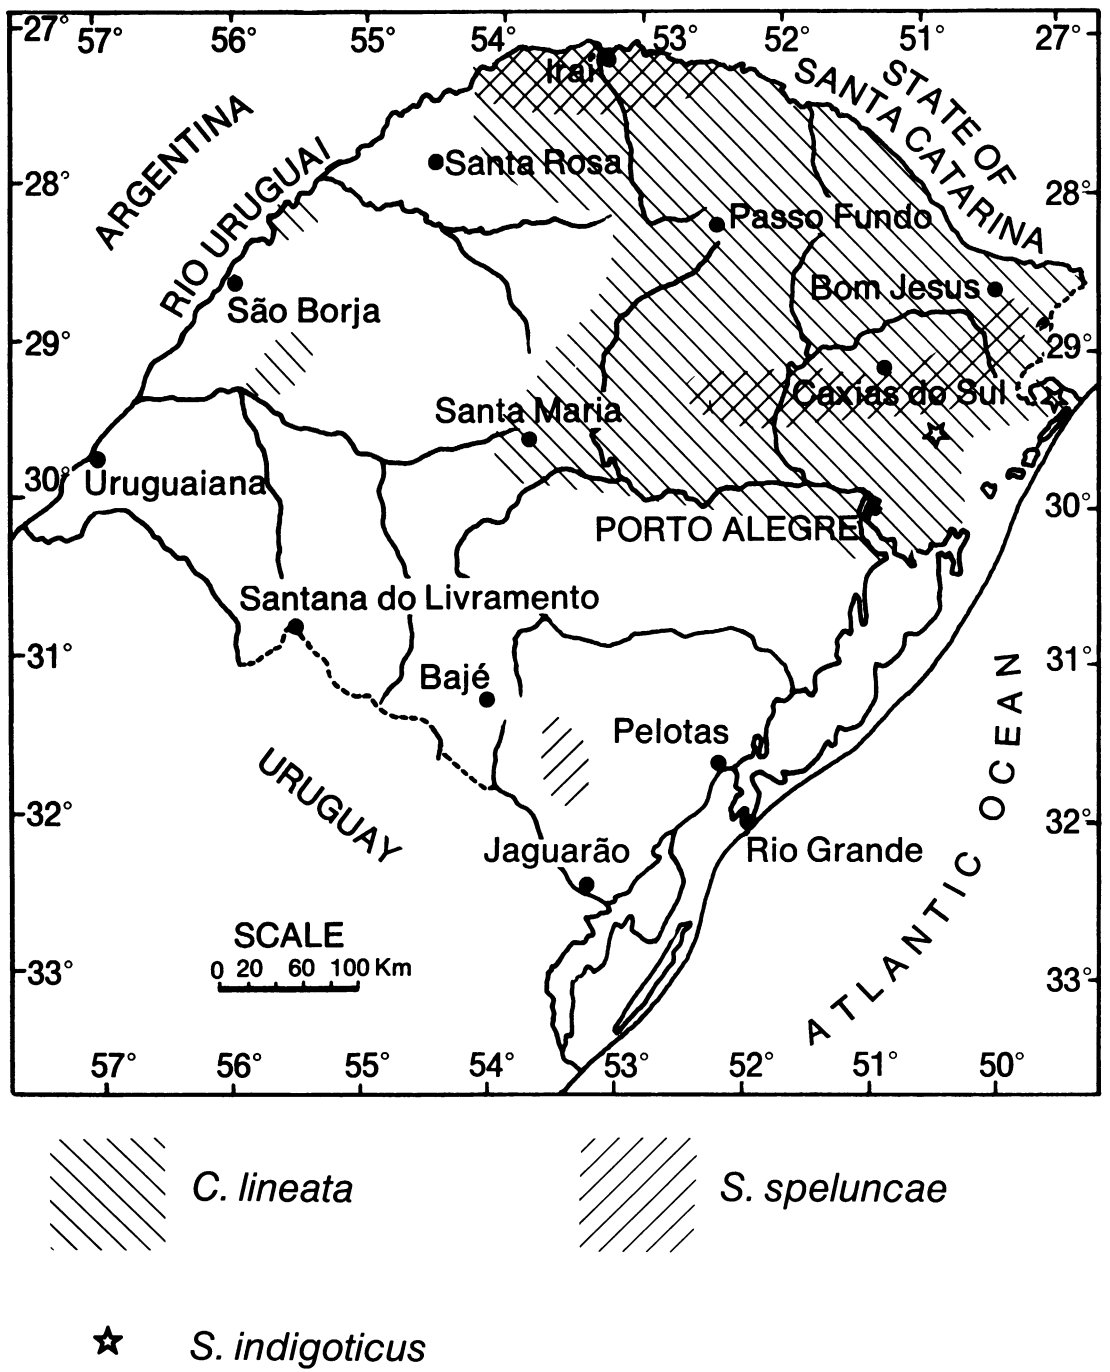 27°
57°
56°
55°
54°
53°
52°
51°
27°
Iraí
STATE OF
SANTA CATARINA
ARGENTINA
RIO URUGUAI
Santa Rosa
28°
28°
Passo Fundo
Bom Jesus
São Borja
29°
29°
Caxias do Sul
Santa Maria
30°
Uruguaiana
30°
PORTO ALEGRE
Santana do Livramento
31°
31°
Bajé
Pelotas
URUGUAY
32°
32°
Jaguarão
Rio Grande
ATLANTIC OCEAN
SCALE
0 20 60 100 Km
33°
33°
57°
56°
55°
54°
53°
52°
51°
50°
C. lineata
S. speluncae
S. indigoticus